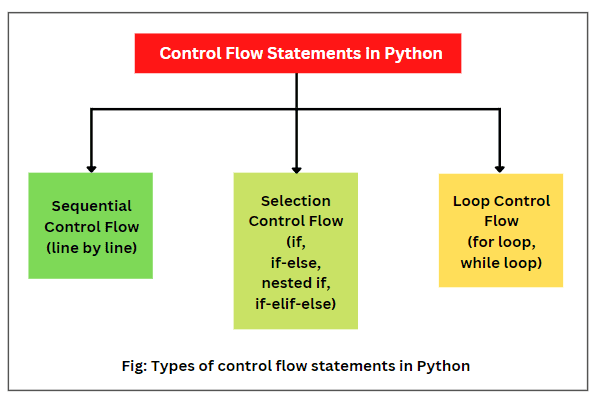 Control Flow Statements in Python
Sequential
Control Flow
(line by line)
Selection
Control Flow
(if,
if-else,
nested if,
if-elif-else)
Loop Control
Flow
(for loop,
while loop)
Fig: Types of control flow statements in Python